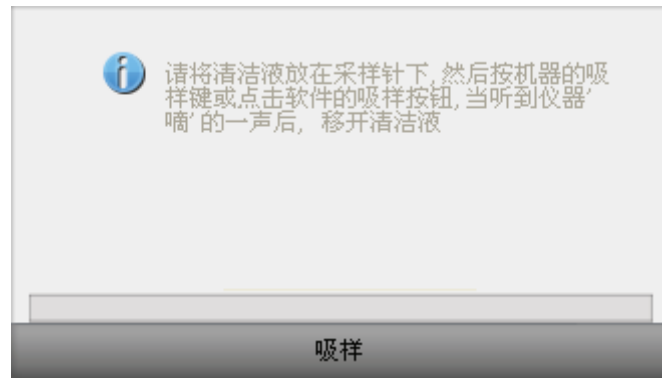 请将清洁液放在采样针下,然后按机器的吸
样键或点击软件的吸样按钮,当听到仪器'
嘀'的一声后, 移开清洁液
吸样